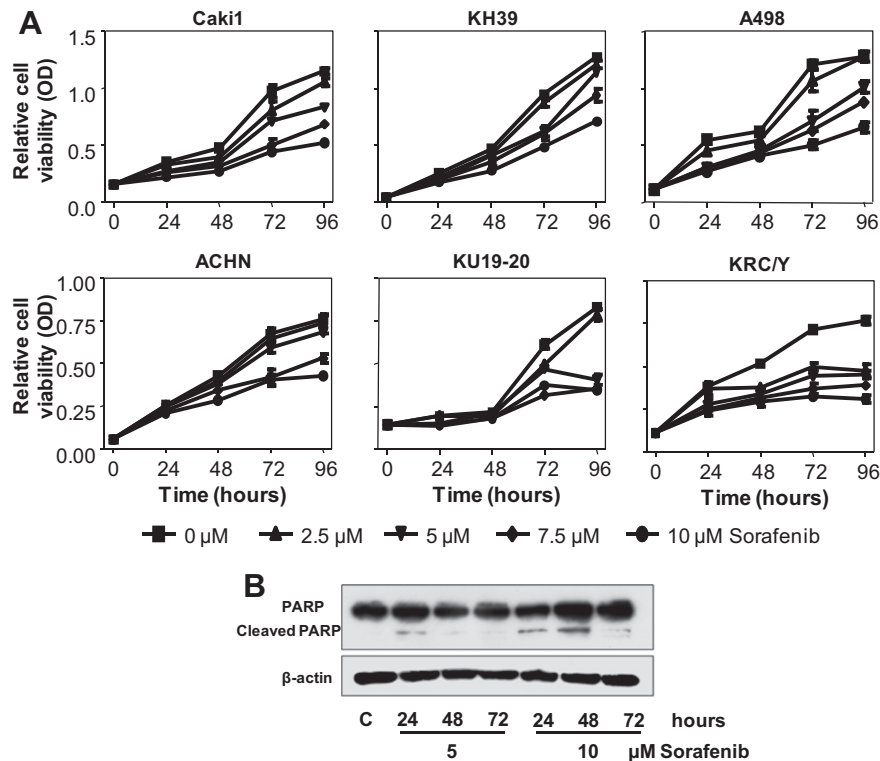 A
Caki1 KH39 A498
Relative cell viability (OD)
1.5
1.0
0.5
0.0
0 24 48 72 96 0 24 48 72 96 0 24 48 72 96
ACHN KU19-20 KRC/Y
Relative cell viability (OD)
1.00
0.75
0.50
0.25
0.00
0 24 48 72 96 0 24 48 72 96 0 24 48 72 96
Time (hours) Time (hours) Time (hours)
0 µM 2.5 µM 5 µM 7.5 µM 10 µM Sorafenib
B
PARP
Cleaved PARP
β-actin
C 24 48 72 24 48 72 hours
5 10 µM Sorafenib